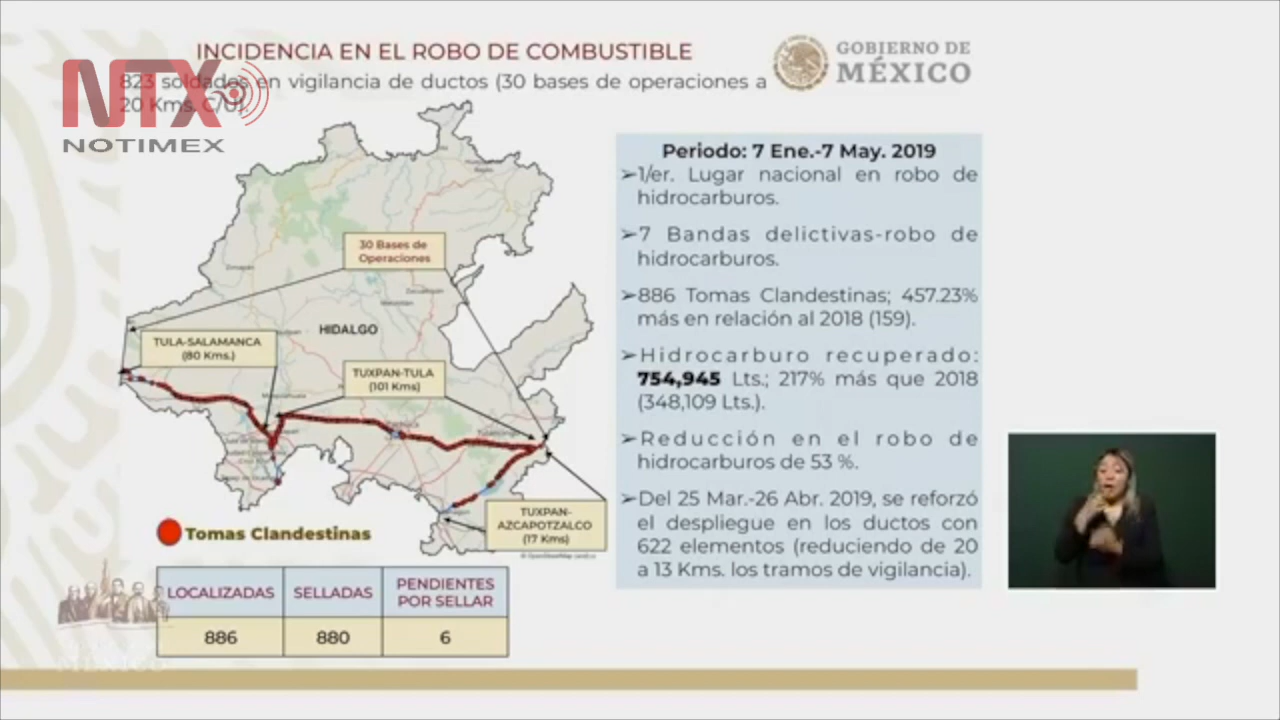 INCIDENCIA EN EL ROBO DE COMBUSTIBLE
823 soldados en vigilancia de ductos (30 bases de operaciones a
20 Kms. C/U).
NTX
NOTIMEX
GOBIERNO DE
MÉXICO
30 Bases de
Operaciones
Zimapán
HIDALGO
TULA-SALAMANCA
(80 Kms.)
TUXPAN-TULA
(101 Kms)
TUXPAN-
AZCAPOTZALCO
(17 Kms)
Tomas Clandestinas
LOCALIZADAS
SELLADAS
PENDIENTES
POR SELLAR
886
880
6
Periodo: 7 Ene.-7 May. 2019
➢1/er. Lugar nacional en robo de
hidrocarburos.
➢7 Bandas delictivas-robo de
hidrocarburos.
➢886 Tomas Clandestinas; 457.23%
más en relación al 2018 (159).
➢Hidrocarburo recuperado:
754,945 Lts.; 217% más que 2018
(348,109 Lts.).
➢Reducción en el robo de
hidrocarburos de 53 %.
➢Del 25 Mar.-26 Abr. 2019, se reforzó
el despliegue en los ductos con
622 elementos (reduciendo de 20
a 13 Kms. los tramos de vigilancia).